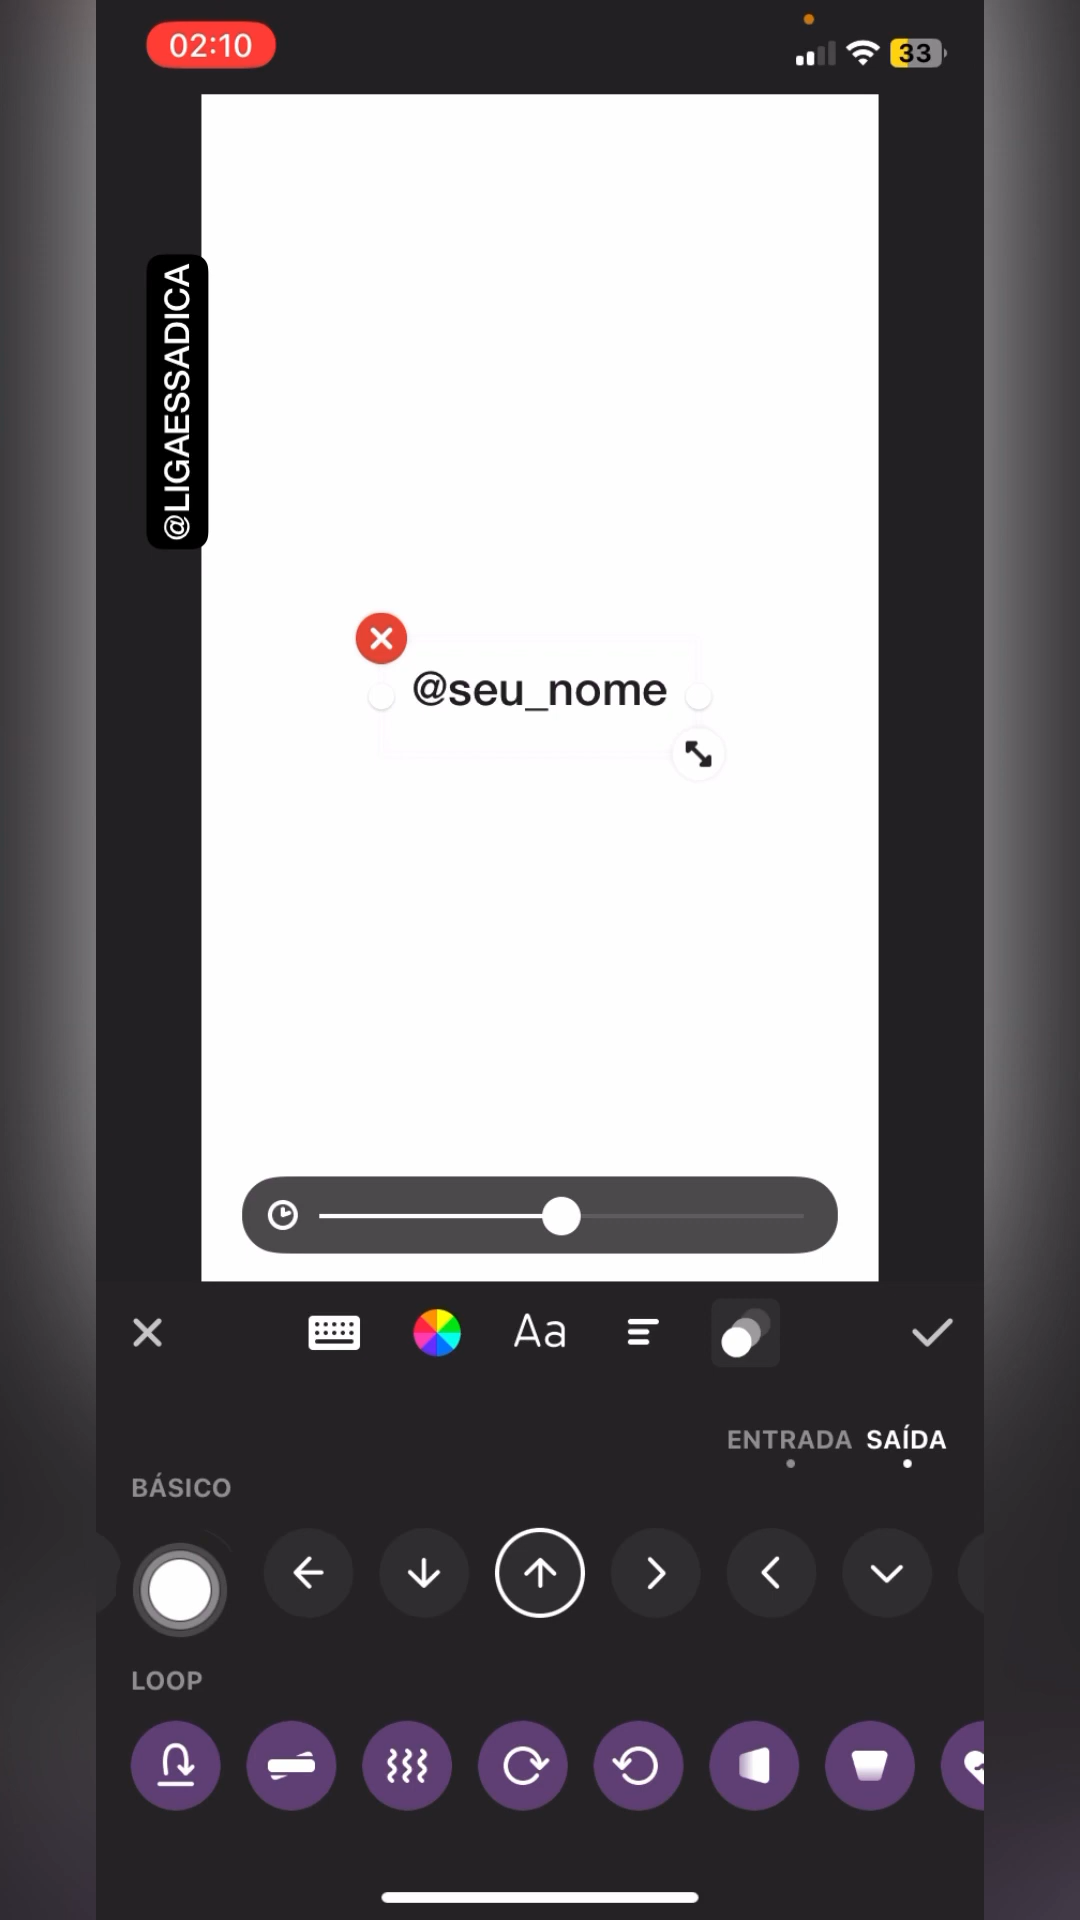 02:10
33
@LIGAESSADICA
@seu_nome
Aa
ENTRADA SAÍDA
BÁSICO
LOOP